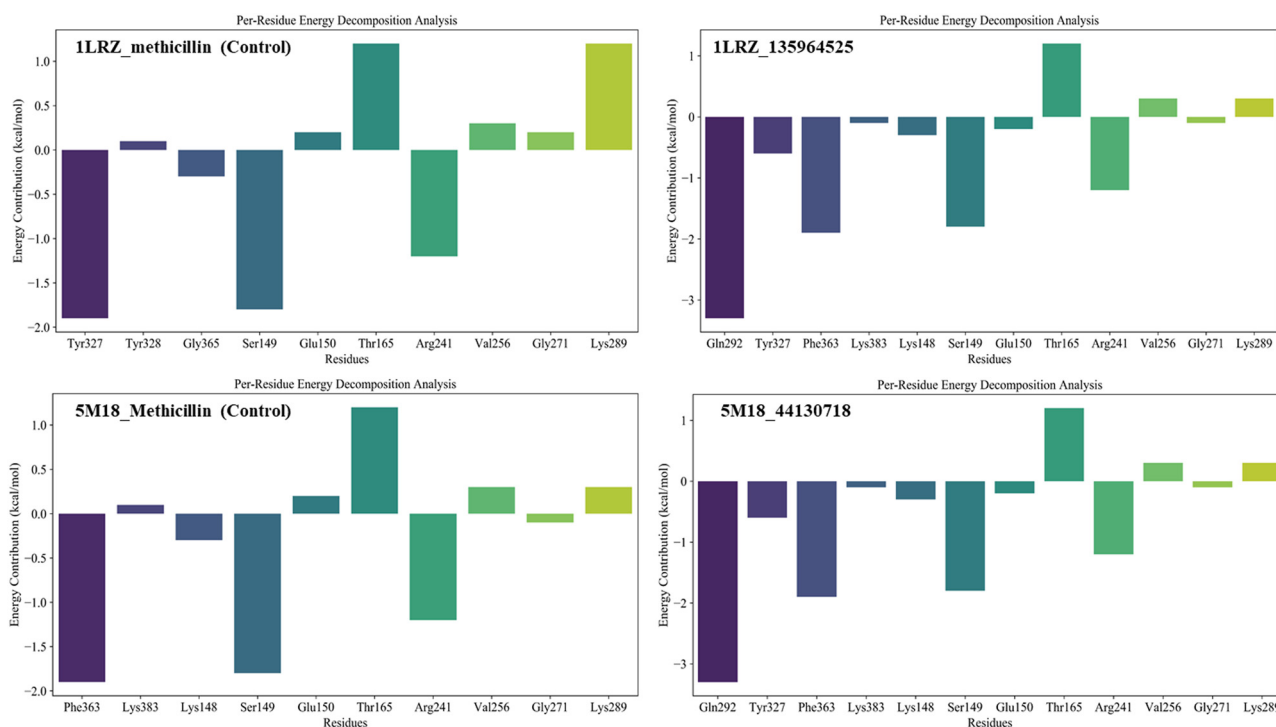 Per-Residue Energy Decomposition Analysis
1LRZ_methicillin (Control)
Energy Contribution (kcal/mol)
1.0
0.5
0.0
−0.5
−1.0
−1.5
−2.0
Tyr327 Tyr328 Gly365 Ser149 Glu150 Thr165 Arg241 Val256 Gly271 Lys289
Residues
Per-Residue Energy Decomposition Analysis
1LRZ_135964525
Energy Contribution (kcal/mol)
1
0
−1
−2
−3
Gln292 Tyr327 Phe363 Lys383 Lys148 Ser149 Glu150 Thr165 Arg241 Val256 Gly271 Lys289
Residues
Per-Residue Energy Decomposition Analysis
5M18_Methicillin (Control)
Energy Contribution (kcal/mol)
1.0
0.5
0.0
−0.5
−1.0
−1.5
−2.0
Phe363 Lys383 Lys148 Ser149 Glu150 Thr165 Arg241 Val256 Gly271 Lys289
Residues
Per-Residue Energy Decomposition Analysis
5M18_44130718
Energy Contribution (kcal/mol)
1
0
−1
−2
−3
Gln292 Tyr327 Phe363 Lys383 Lys148 Ser149 Glu150 Thr165 Arg241 Val256 Gly271 Lys289
Residues